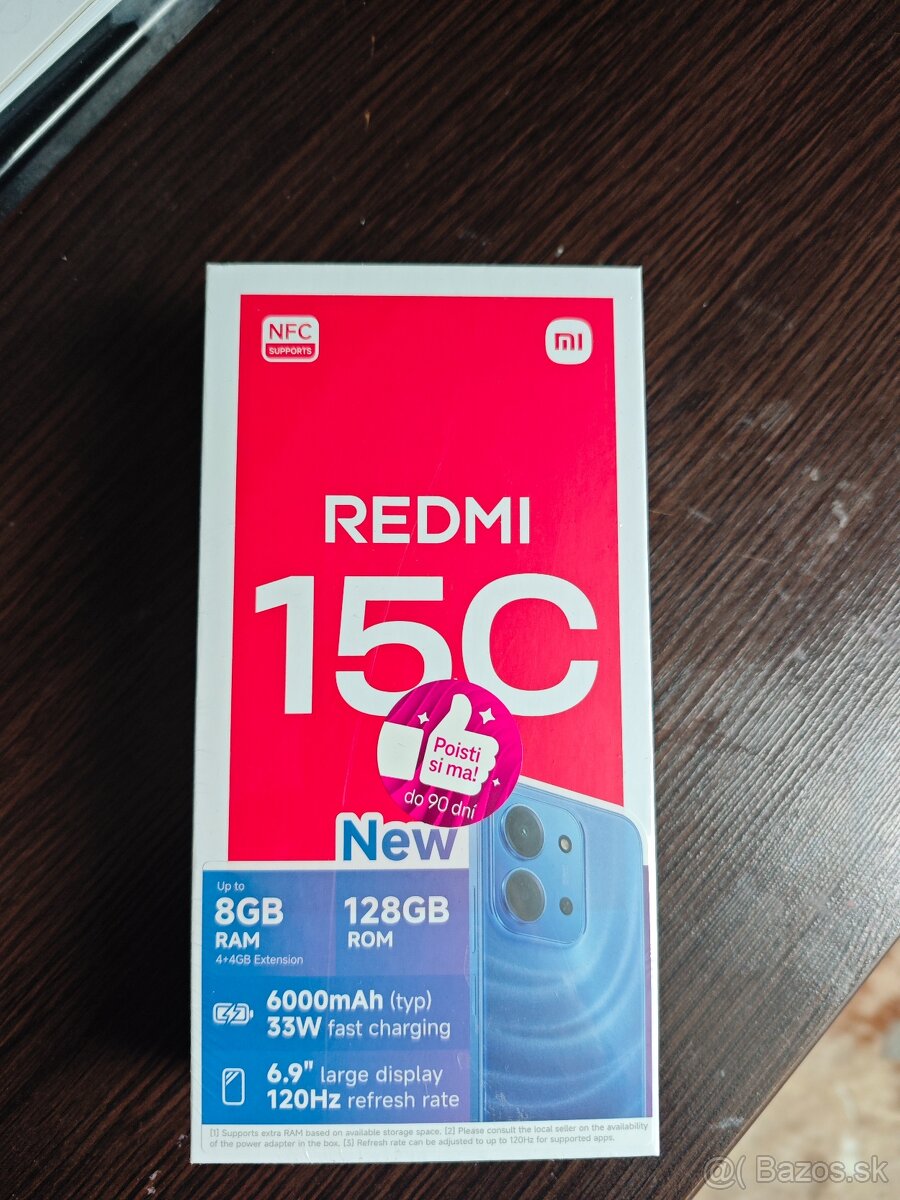 NFC
SUPPORTS
mi
REDMI
15C
Poisti
si ma!
do 90 dní
New
Up to
8GB
RAM
4+4GB Extension
128GB
ROM
6000mAh (typ)
33W fast charging
6.9" large display
120Hz refresh rate
[1] Supports extra RAM based on available storage space. [2] Please consult the local seller on the availability
of the power adapter in the box. [3] Refresh rate can be adjusted to up to 120Hz for supported apps.
@( Bazos.sk